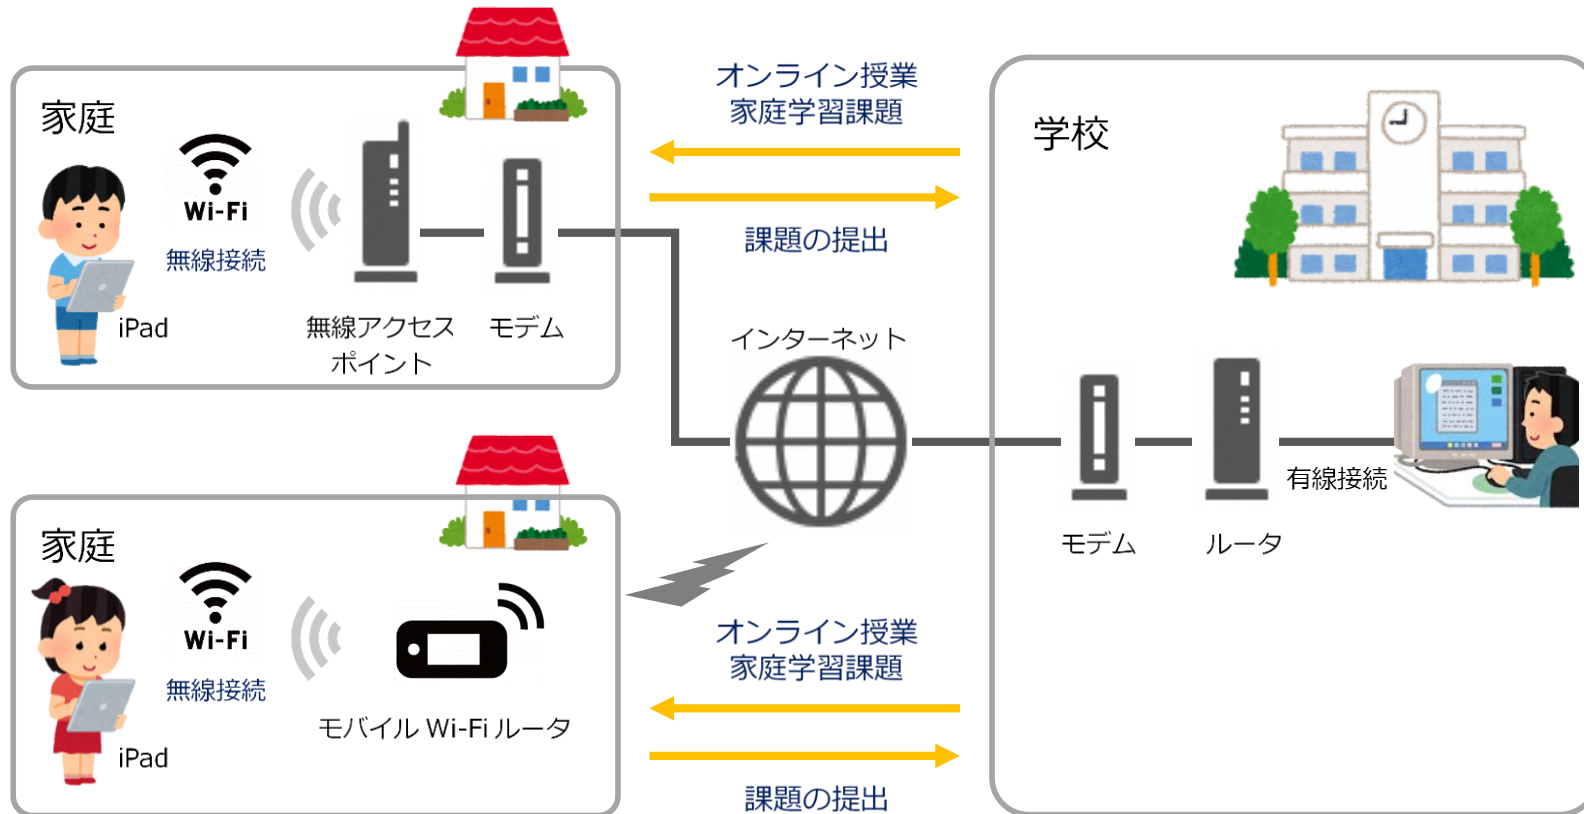 家庭
Wi-Fi
無線接続
iPad
無線アクセス
ポイント
モデム
オンライン授業
家庭学習課題
課題の提出
インターネット
学校
モデム
ルータ
有線接続
家庭
Wi-Fi
無線接続
iPad
モバイル Wi-Fi ルータ
オンライン授業
家庭学習課題
課題の提出